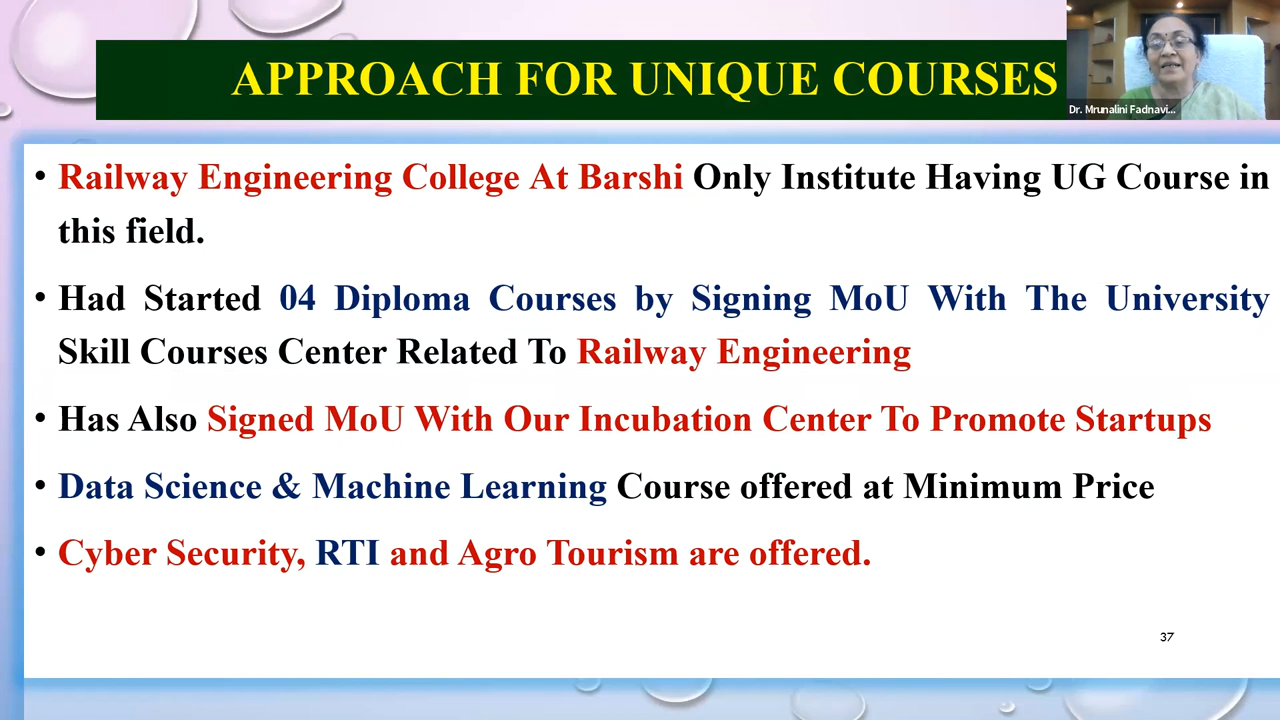 APPROACH FOR UNIQUE COURSES
Dr. Mrunalini Fadnavi...
• Railway Engineering College At Barshi Only Institute Having UG Course in
this field.
• Had Started 04 Diploma Courses by Signing MoU With The University
Skill Courses Center Related To Railway Engineering
• Has Also Signed MoU With Our Incubation Center To Promote Startups
• Data Science & Machine Learning Course offered at Minimum Price
• Cyber Security, RTI and Agro Tourism are offered.
37